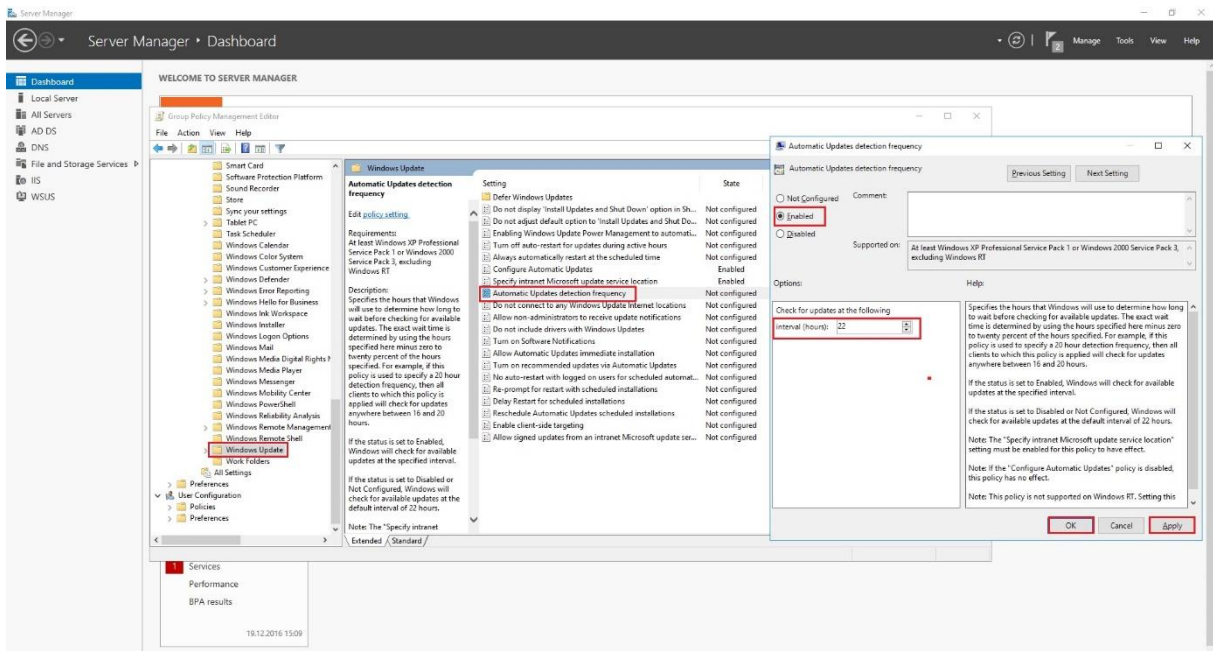 Server Manager
Server Manager • Dashboard
2
Manage Tools View Help
Dashboard
Local Server
All Servers
AD DS
DNS
File and Storage Services
IIS
WSUS
WELCOME TO SERVER MANAGER
Group Policy Management Editor
File Action View Help
Smart Card
Software Protection Platform
Sound Recorder
Store
Sync your settings
Tablet PC
Task Scheduler
Windows Calendar
Windows Color System
Windows Customer Experience
Windows Defender
Windows Error Reporting
Windows Hello for Business
Windows Ink Workspace
Windows Installer
Windows Logon Options
Windows Mail
Windows Media Digital Rights
Windows Media Player
Windows Messenger
Windows Mobility Center
Windows PowerShell
Windows Reliability Analysis
Windows Remote Management
Windows Remote Shell
Windows Update
Work Folders
All Settings
Preferences
User Configuration
Policies
Preferences
Windows Update
Automatic Updates detection
frequency
Edit policy setting
Requirements:
At least Windows XP Professional
Service Pack 1 or Windows 2000
Service Pack 3, excluding
Windows RT
Description:
Specifies the hours that Windows
will use to determine how long to
wait before checking for available
updates. The exact wait time is
determined by using the hours
specified here minus zero to
twenty percent of the hours
specified. For example, if this
policy is used to specify a 20 hour
detection frequency, then all
clients to which this policy is
applied will check for updates
anywhere between 16 and 20
hours.
If the status is set to Enabled,
Windows will check for available
updates at the specified interval.
If the status is set to Disabled or
Not Configured, Windows will
check for available updates at the
default interval of 22 hours.
Note: The "Specify intranet
Setting State
Defer Windows Updates
Do not display 'Install Updates and Shut Down' option in Sh... Not configured
Do not adjust default option to 'Install Updates and Shut Do... Not configured
Enabling Windows Update Power Management to automati... Not configured
Turn off auto-restart for updates during active hours Not configured
Always automatically restart at the scheduled time Not configured
Configure Automatic Updates Enabled
Specify intranet Microsoft update service location Enabled
Automatic Updates detection frequency Not configured
Do not connect to any Windows Update Internet locations Not configured
Allow non-administrators to receive update notifications Not configured
Do not include drivers with Windows Updates Not configured
Turn on Software Notifications Not configured
Allow Automatic Updates immediate installation Not configured
Turn on recommended updates via Automatic Updates Not configured
No auto-restart with logged on users for scheduled automat... Not configured
Re-prompt for restart with scheduled installations Not configured
Delay Restart for scheduled installations Not configured
Reschedule Automatic Updates scheduled installations Not configured
Enable client-side targeting Not configured
Allow signed updates from an intranet Microsoft update ser... Not configured
Extended Standard
Automatic Updates detection frequency
Automatic Updates detection frequency
Previous Setting Next Setting
Not Configured Comment:
Enabled
Disabled
Supported on: At least Windows XP Professional Service Pack 1 or Windows 2000 Service Pack 3,
excluding Windows RT
Options: Help:
Check for updates at the following
interval (hours): 22
Specifies the hours that Windows will use to determine how long
to wait before checking for available updates. The exact wait
time is determined by using the hours specified here minus zero
to twenty percent of the hours specified. For example, if this
policy is used to specify a 20 hour detection frequency, then all
clients to which this policy is applied will check for updates
anywhere between 16 and 20 hours.
If the status is set to Enabled, Windows will check for available
updates at the specified interval.
If the status is set to Disabled or Not Configured, Windows will
check for available updates at the default interval of 22 hours.
Note: The "Specify intranet Microsoft update service location"
setting must be enabled for this policy to have effect.
Note: If the "Configure Automatic Updates" policy is disabled,
this policy has no effect.
Note: This policy is not supported on Windows RT. Setting this
OK Cancel Apply
1 Services
Performance
BPA results
19.12.2016 15:09